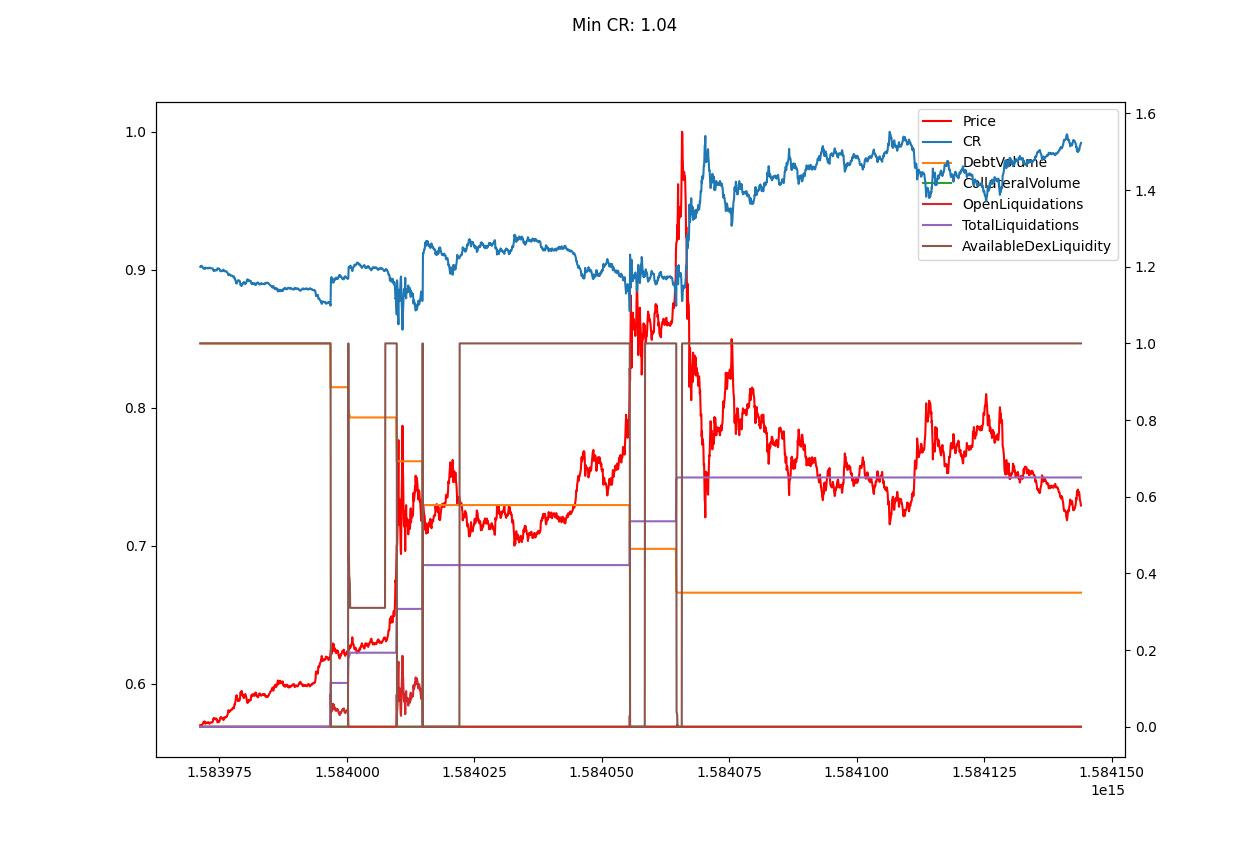 Min CR: 1.04
1.0
0.9
0.8
0.7
0.6
1.6
1.4
1.2
1.0
0.8
0.6
0.4
0.2
0.0
Price
CR
DebtVolume
CollateralVolume
OpenLiquidations
TotalLiquidations
AvailableDexLiquidity
1.583975 1.584000 1.584025 1.584050 1.584075 1.584100 1.584125 1.584150
1e15